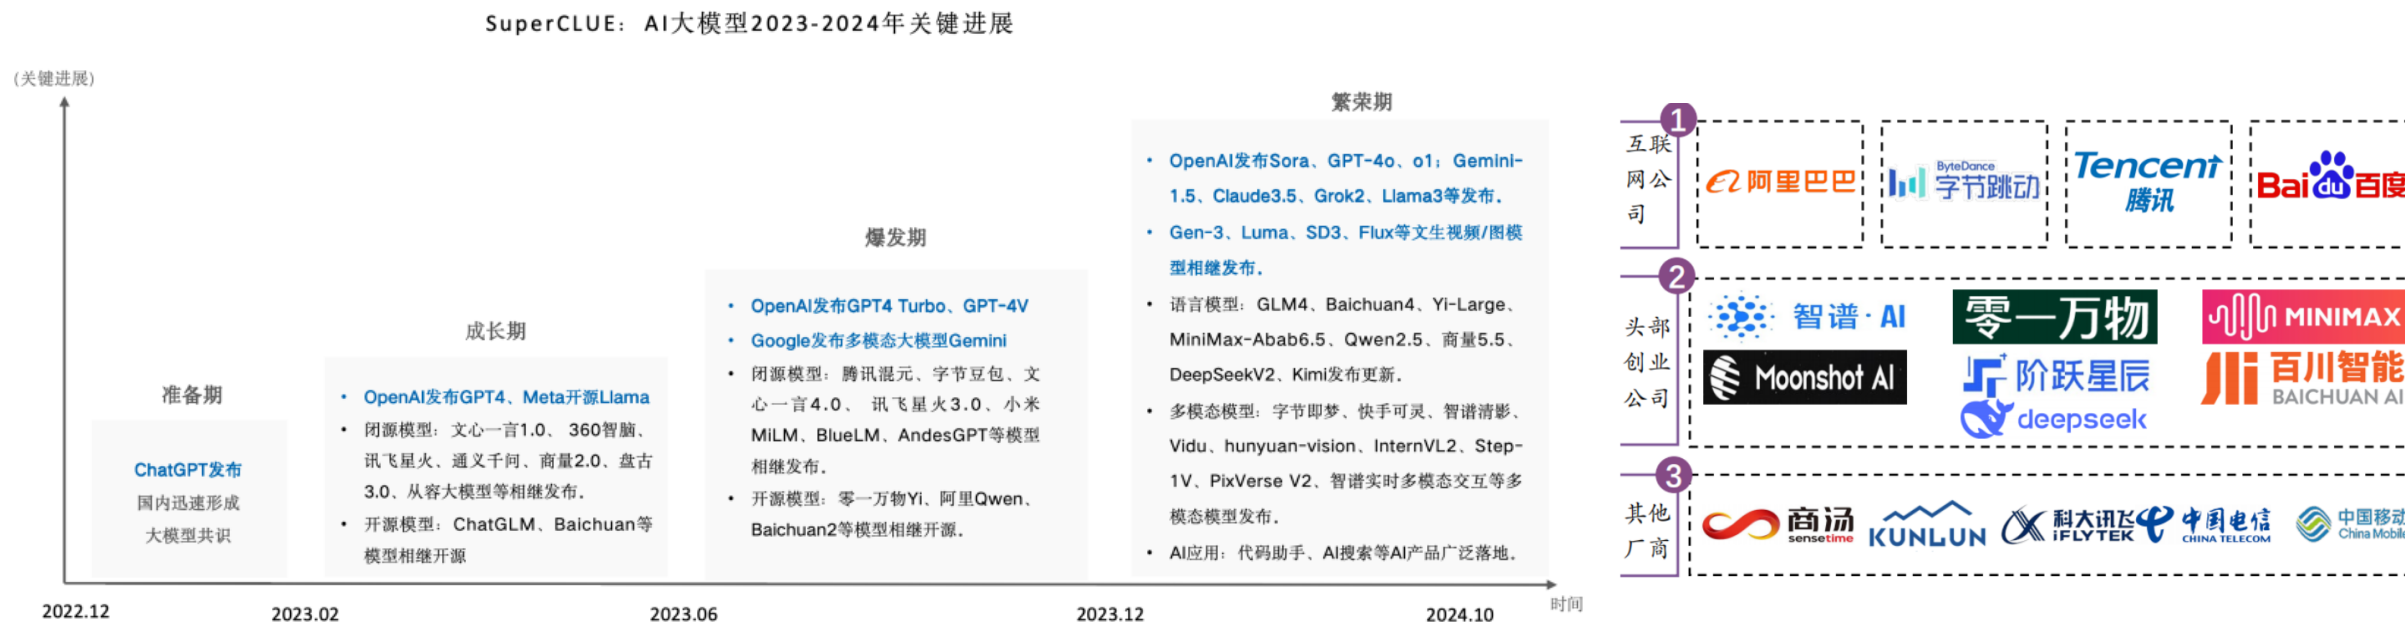 SuperCLUE：AI大模型2023-2024年关键进展
(关键进展)
准备期
ChatGPT发布
国内迅速形成
大模型共识
成长期
• OpenAI发布GPT4、Meta开源Llama
• 闭源模型：文心一言1.0、 360智脑、
讯飞星火、通义千问、商量2.0、盘古
3.0、从容大模型等相继发布。
• 开源模型：ChatGLM、Baichuan等
模型相继开源
爆发期
• OpenAI发布GPT4 Turbo、GPT-4V
• Google发布多模态大模型Gemini
• 闭源模型：腾讯混元、字节豆包、文
心一言4.0、 讯飞星火3.0、小米
MiLM、BlueLM、AndesGPT等模型
相继发布。
• 开源模型：零一万物Yi、阿里Qwen、
Baichuan2等模型相继开源。
繁荣期
• OpenAI发布Sora、GPT-4o、o1；Gemini-
1.5、Claude3.5、Grok2、Llama3等发布。
• Gen-3、Luma、SD3、Flux等文生视频/图模
型相继发布。
• 语言模型：GLM4、Baichuan4、Yi-Large、
MiniMax-Abab6.5、Qwen2.5、商量5.5、
DeepSeekV2、Kimi发布更新。
• 多模态模型：字节即梦、快手可灵、智谱清影、
Vidu、hunyuan-vision、InternVL2、Step-
1V、PixVerse V2、智谱实时多模态交互等多
模态模型发布。
• AI应用：代码助手、AI搜索等AI产品广泛落地。
2022.12
2023.02
2023.06
2023.12
2024.10
时间
1
互联
网公
司
阿里巴巴
ByteDance
字节跳动
Tencent
腾讯
Baidu百度
2
头部
创业
公司
智谱·AI
零一万物
MINIMAX
Moonshot AI
阶跃星辰
百川智能
BAICHUAN AI
deepseek
3
其他
厂商
商汤
sensetime
KUNLUN
科大讯飞
iFLYTEK
中国电信
CHINA TELECOM
中国移动
China Mobile